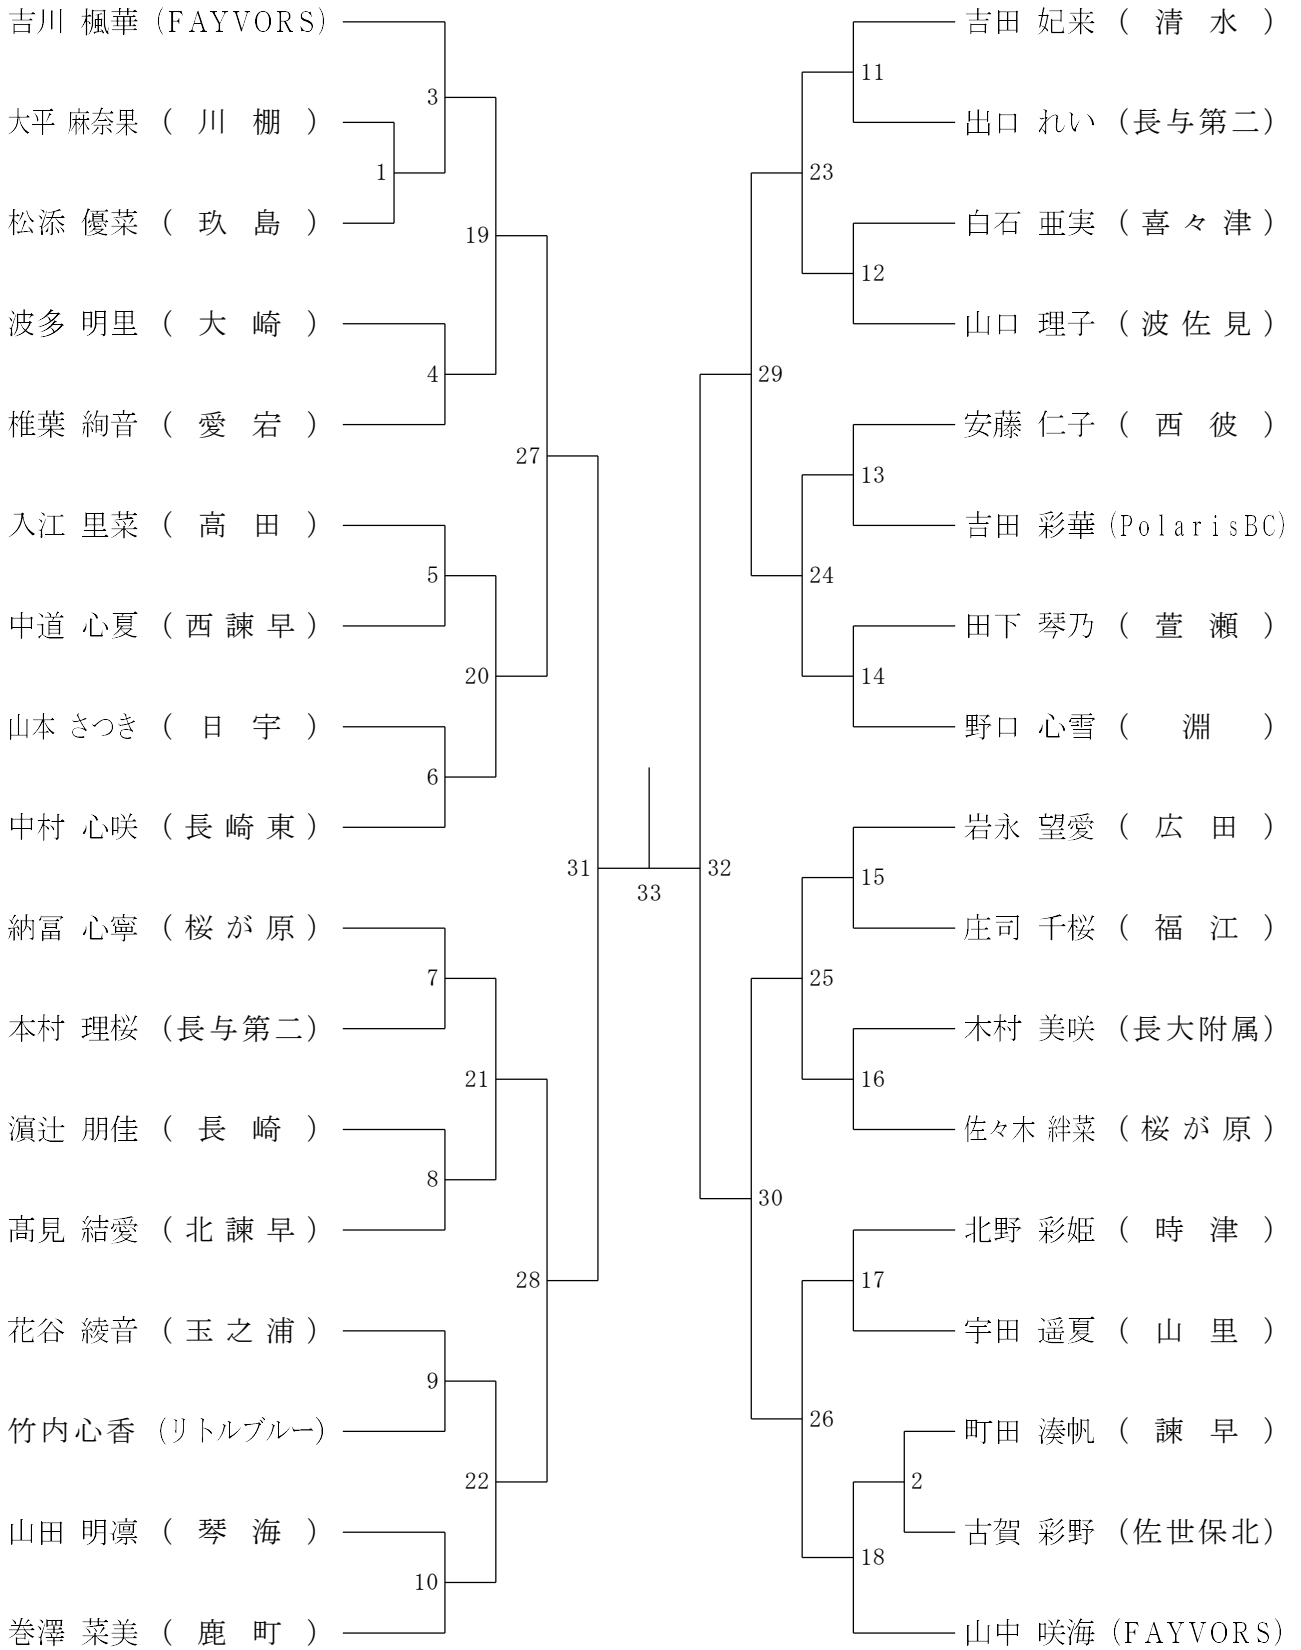 吉川 楓華 (FAYVORS)
3
大平 麻奈果 ( 川 棚 )
1
松添 優菜 ( 玖 島 )
19
波多 明里 ( 大 崎 )
4
椎葉 絢音 ( 愛 宕 )
27
入江 里菜 ( 高 田 )
5
中道 心夏 ( 西 諫 早 )
20
山本 さつき ( 日 宇 )
6
中村 心咲 ( 長 崎 東 )
31
納冨 心寧 ( 桜 が 原 )
7
本村 理桜 (長与第二)
21
濵辻 朋佳 ( 長 崎 )
8
髙見 結愛 ( 北 諫 早 )
28
花谷 綾音 ( 玉 之 浦 )
9
竹内心香 (リトルブルー)
22
山田 明凛 ( 琴 海 )
10
巻澤 菜美 ( 鹿 町 )
33
吉田 妃来 ( 清 水 )
11
出口 れい (長与第二)
23
白石 亜実 ( 喜 々 津 )
12
山口 理子 ( 波 佐 見 )
29
安藤 仁子 ( 西 彼 )
13
吉田 彩華 (PolarisBC)
24
田下 琴乃 ( 萱 瀬 )
14
野口 心雪 ( 淵 )
32
岩永 望愛 ( 広 田 )
15
庄司 千桜 ( 福 江 )
25
木村 美咲 (長大附属)
16
佐々木 絆菜 ( 桜 が 原 )
30
北野 彩姫 ( 時 津 )
17
宇田 遥夏 ( 山 里 )
26
町田 湊帆 ( 諫 早 )
2
古賀 彩野 (佐世保北)
18
山中 咲海 (FAYVORS)